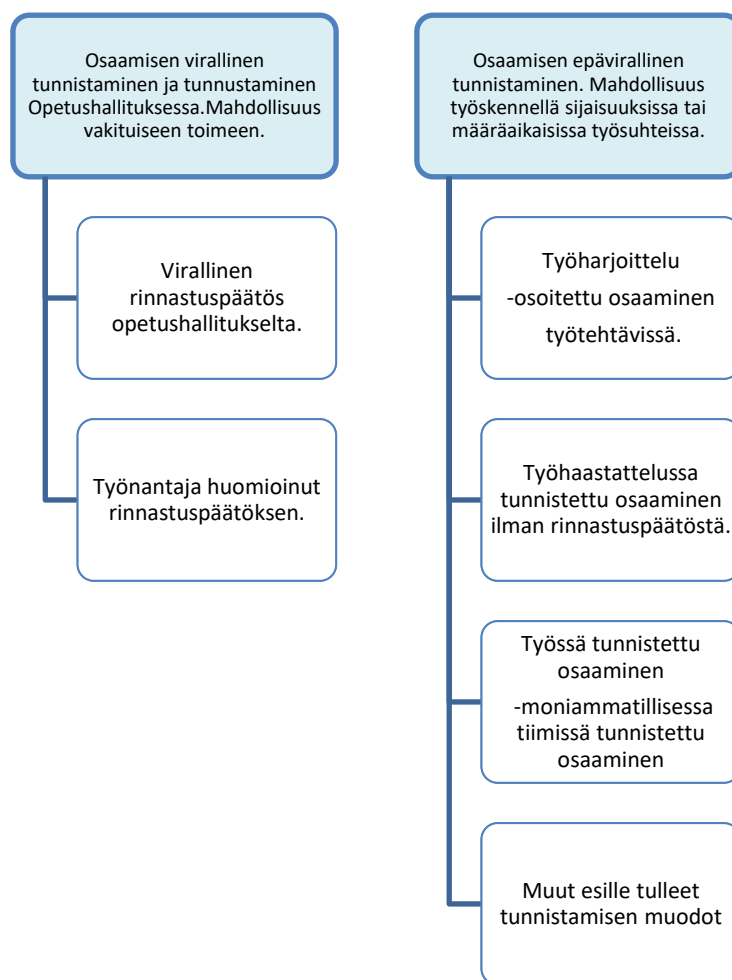 Osaamisen virallinen
tunnistaminen ja tunnustaminen
Opetushallituksessa.Mahdollisuus
vakituiseen toimeen.
Virallinen
rinnastuspäätös
opetushallitukselta.
Työnantaja huomioinut
rinnastuspäätöksen.
Osaamisen epävirallinen
tunnistaminen. Mahdollisuus
työskennellä sijaisuuksissa tai
määräaikaisissa työsuhteissa.
Työharjoittelu
-osoitettu osaaminen
työtehtävissä.
Työhaastattelussa
tunnistettu osaaminen
ilman rinnastuspäätöstä.
Työssä tunnistettu
osaaminen
-moniammatillisessa
tiimissä tunnistettu
osaaminen
Muut esille tulleet
tunnistamisen muodot